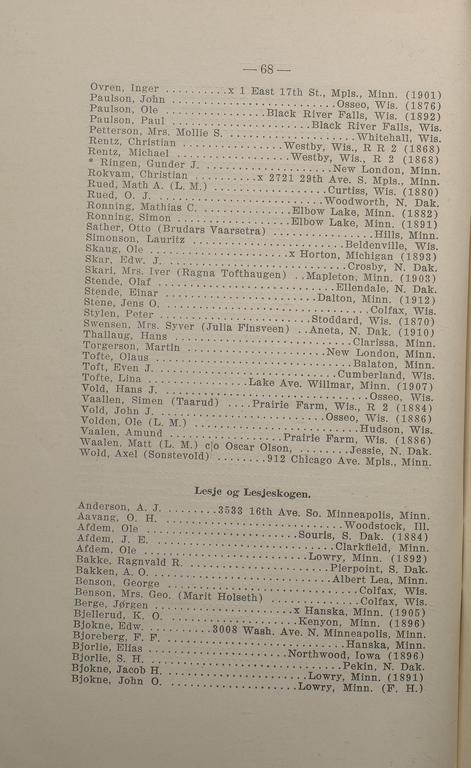 — 68 —
Ovren, Inger ..........x 1 East 17th St., Mpls., Minn. (1901)
Paulson, John ............................Osseo, Wis. (1876)
Paulson, Ole ................Black River Falls, Wis. (1892)
Paulson, Paul .......................Black River Falls, Wis.
Petterson, Mrs. Mollie S. ....................Whitehall, Wis.
Rentz, Christian ..................Westby, Wis., R R 2 (1868)
Rentz, Michael ...................Westby, Wis., R 2 (1868)
* Ringen, Gunder J. .......................New London, Minn.
Rokvam, Christian ............x 2721 29th Ave. S. Mpls., Minn.
Rued, Math A. (L. M.) ....................Curtiss, Wis. (1880)
Rued, O. J. ..............................Woodworth, N. Dak.
Ronning, Mathias C. ................Elbow Lake, Minn. (1882)
Ronning, Simon .....................Elbow Lake, Minn. (1891)
Sather, Otto (Brudars Vaarsetra) ..................Hills, Minn.
Simonson, Lauritz ..........................Beldenville, Wis.
Skaug, Ole .......................x Horton, Michigan (1893)
Skar, Edw. J. ..............................Crosby, N. Dak.
Skari, Mrs. Iver (Ragna Tofthaugen) ..Mapleton, Minn. (1903)
Stende, Olaf .............................Ellendale, N. Dak.
Stende, Einar ..........................Dalton, Minn. (1912)
Stene, Jens O. ...............................Colfax, Wis.
Stylen, Peter .........................Stoddard, Wis. (1870)
Swensen, Mrs. Syver (Julia Finsveen) ..Aneta, N. Dak. (1910)
Thallaug, Hans .............................Clarissa, Minn.
Torgerson, Martin .......................New London, Minn.
Tofte, Olaus ................................Balaton, Minn.
Toft, Even J. .............................Cumberland, Wis.
Tofte, Lina ..................Lake Ave. Willmar, Minn. (1907)
Vold, Hans J. .................................Osseo, Wis.
Vaallen, Simen (Taarud) ....Prairie Farm, Wis., R 2 (1884)
Vold, John J. ..........................Osseo, Wis. (1886)
Volden, Ole (L. M.) ..........................Hudson, Wis.
Vaalen, Amund ...................Prairie Farm, Wis. (1886)
Waalen, Matt (L. M.) c|o Oscar Olson, .........Jessie, N. Dak.
Wold, Axel (Sonstevold) ........912 Chicago Ave. Mpls., Minn.
Lesje og Lesjeskogen.
Anderson, A. J. ........3533 16th Ave. So. Minneapolis, Minn.
Aavang, O. H. ..............................Woodstock, Ill.
Afdem, Ole ..........................Souris, S. Dak. (1884)
Afdem, J. E. ..............................Clarkfield, Minn.
Afdem, Ole ............................Lowry, Minn. (1892)
Bakke, Ragnvald R. .......................Pierpoint, S. Dak.
Bakken, A. O. ............................Albert Lea, Minn.
Benson, George ...............................Colfax, Wis.
Benson, Mrs. Geo. (Marit Holseth) ..............Colfax, Wis.
Berge, Jørgen .......................x Hanska, Minn. (1905)
Bjellerud, K. O. ........................Kenyon, Minn. (1896)
Bjokne, Edw. ..........3008 Wash. Ave. N. Minneapolis, Minn.
Bjoreberg, F. F. ..............................Hanska, Minn.
Bjorlie, Elias .......................Northwood, Iowa (1896)
Bjorlie, S. H. ................................Pekin, N. Dak.
Bjokne, Jacob H. ........................Lowry, Minn. (1891)
Bjokne, John O. .......................Lowry, Minn. (F. H.)